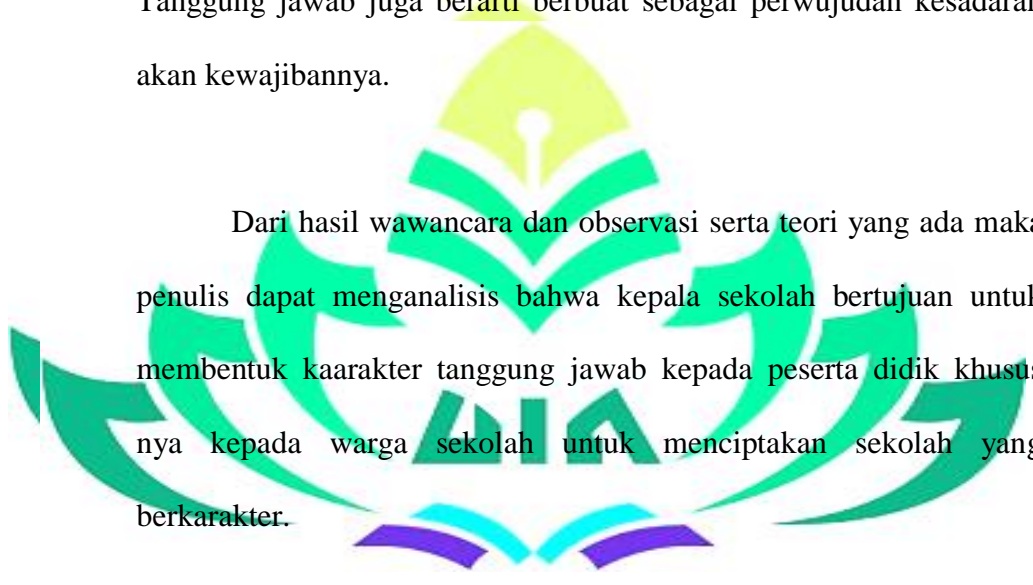 Tanggung jawab juga berarti berbuat sebagai perwujudan kesadaran
akan kewajibannya.
Dari hasil wawancara dan observasi serta teori yang ada maka
penulis dapat menganalisis bahwa kepala sekolah bertujuan untuk
membentuk kaarakter tanggung jawab kepada peserta didik khusus
nya kepada warga sekolah untuk menciptakan sekolah yang
UIN
berkarakter.